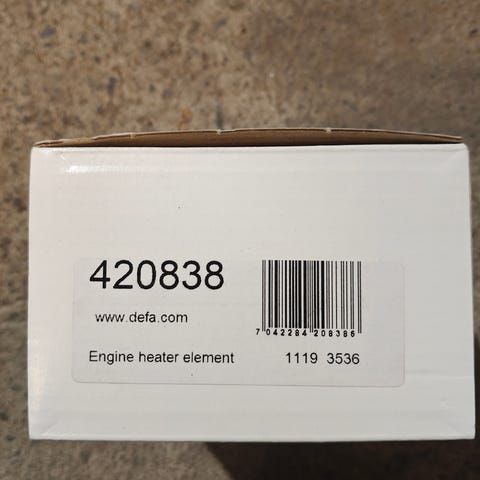 420838
www.defa.com
7 042284 208386
Engine heater element 1119 3536